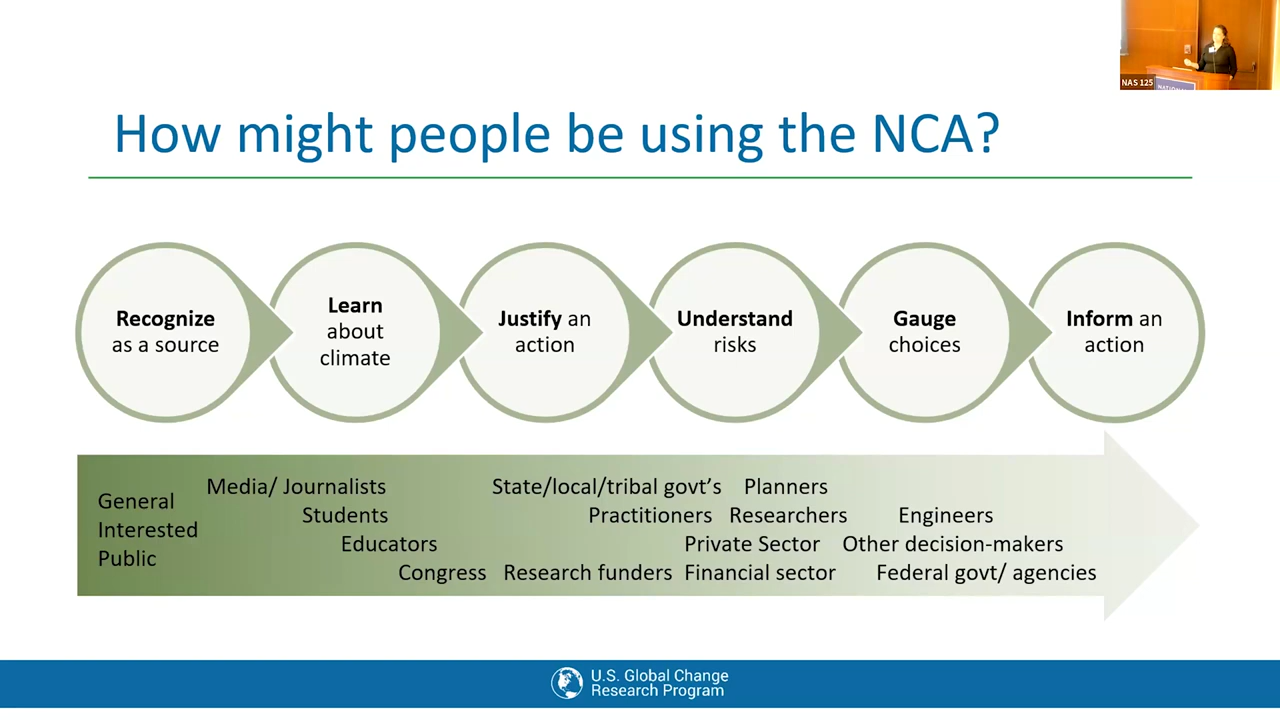 NAS 125
NATIONAL
How might people be using the NCA?
Recognize
as a source
Learn
about
climate
Justify an
action
Understand
risks
Gauge
choices
Inform an
action
General
Interested
Public
Media/ Journalists
Students
Educators
Congress
State/local/tribal govt’s
Practitioners
Research funders
Planners
Researchers
Private Sector
Financial sector
Engineers
Other decision-makers
Federal govt/ agencies
U.S. Global Change
Research Program